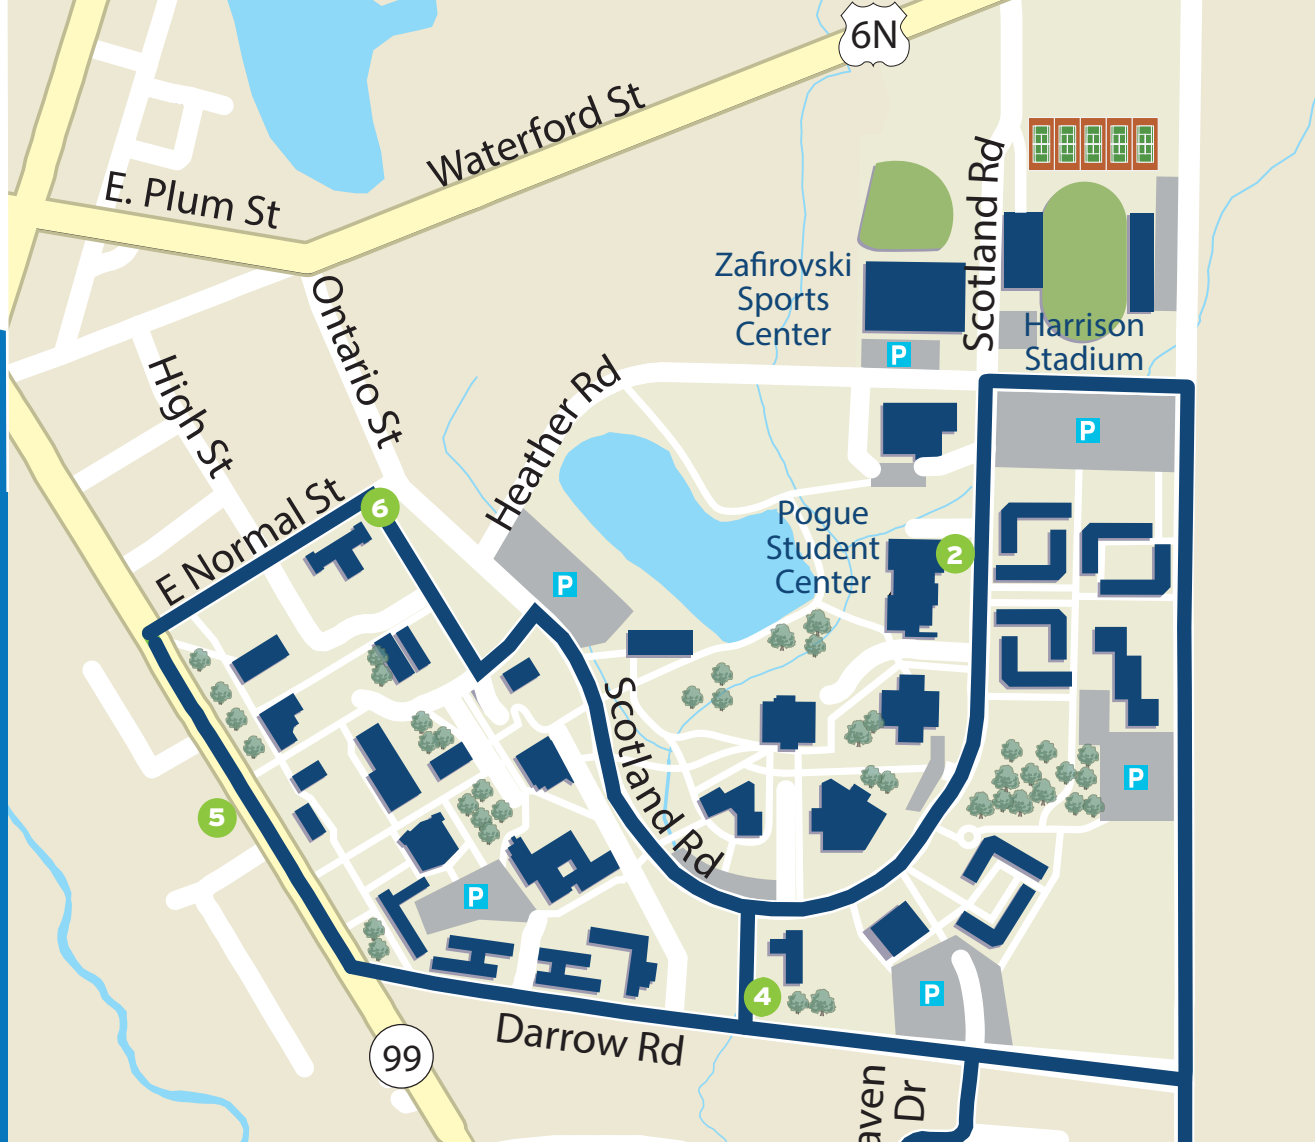 6N
Waterford St
E. Plum St
Scotland Rd
Zafirovski
Sports
Center
P
Harrison
Stadium
Ontario St
High St
Heather Rd
P
E Normal St
6
Pogue
Student
Center
2
P
Scotland Rd
P
5
P
4
P
Darrow Rd
99
aven
Dr